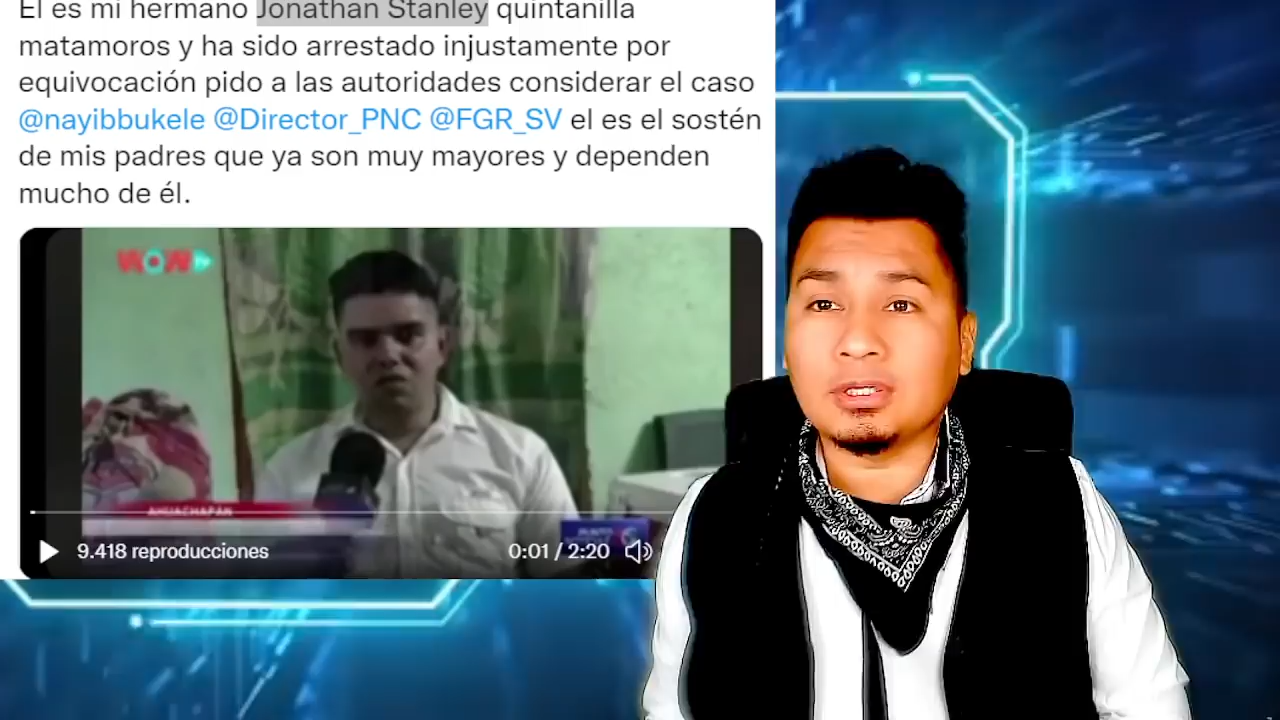 El es mi hermano Jonathan Stanley quintanilla
matamoros y ha sido arrestado injustamente por
equivocación pido a las autoridades considerar el caso
@nayibbukele @Director_PNC @FGR_SV el es el sostén
de mis padres que ya son muy mayores y dependen
mucho de él.
WOW
AHUACHAPAN
9.418 reproducciones
0:01 / 2:20